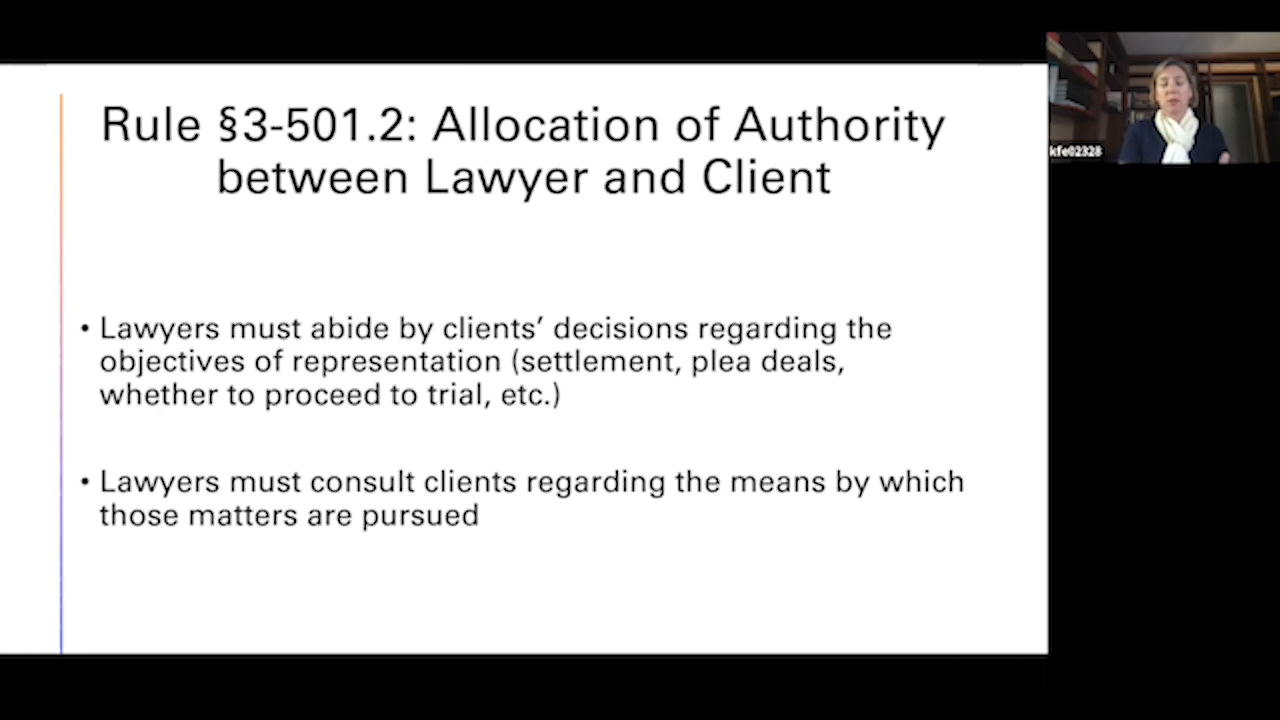 Rule §3-501.2: Allocation of Authority
between Lawyer and Client
• Lawyers must abide by clients’ decisions regarding the
objectives of representation (settlement, plea deals,
whether to proceed to trial, etc.)
• Lawyers must consult clients regarding the means by which
those matters are pursued
kfe02328